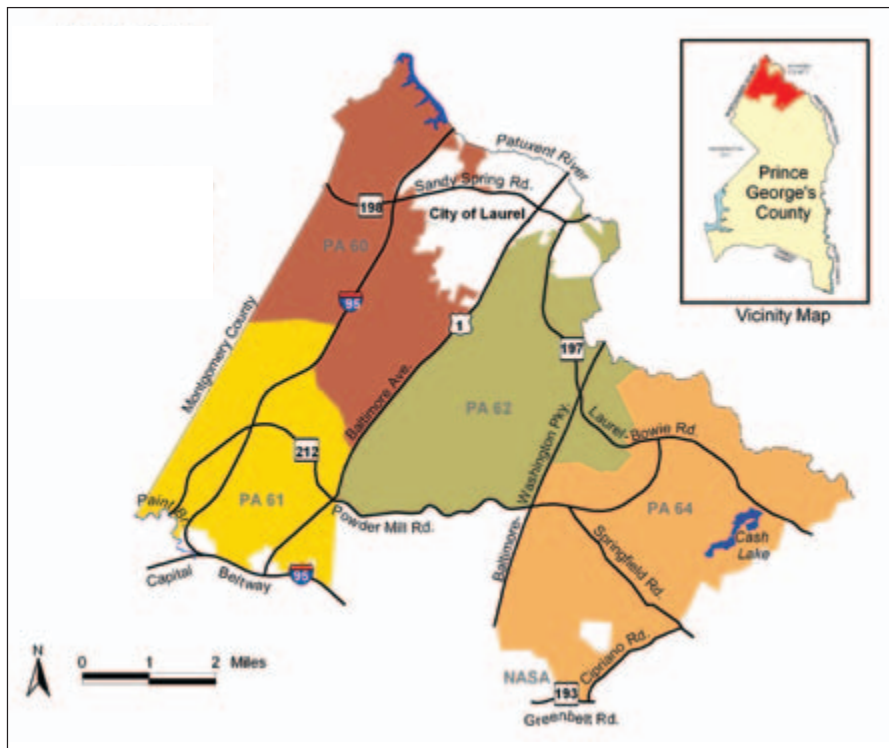 Patuxent River
Sandy Spring Rd.
198
City of Laurel
PA 60
95
1
Montgomery County
Baltimore Ave.
197
PA 62
Laurel-Bowie Rd.
212
Baltimore-Washington Pky.
Paint Br.
PA 61
Powder Mill Rd.
PA 64
Cash
Lake
Springfield Rd.
Capital Beltway
95
Cipriano Rd.
NASA
193
Greenbelt Rd.
N
0 1 2 Miles
Prince
George's
County
Vicinity Map